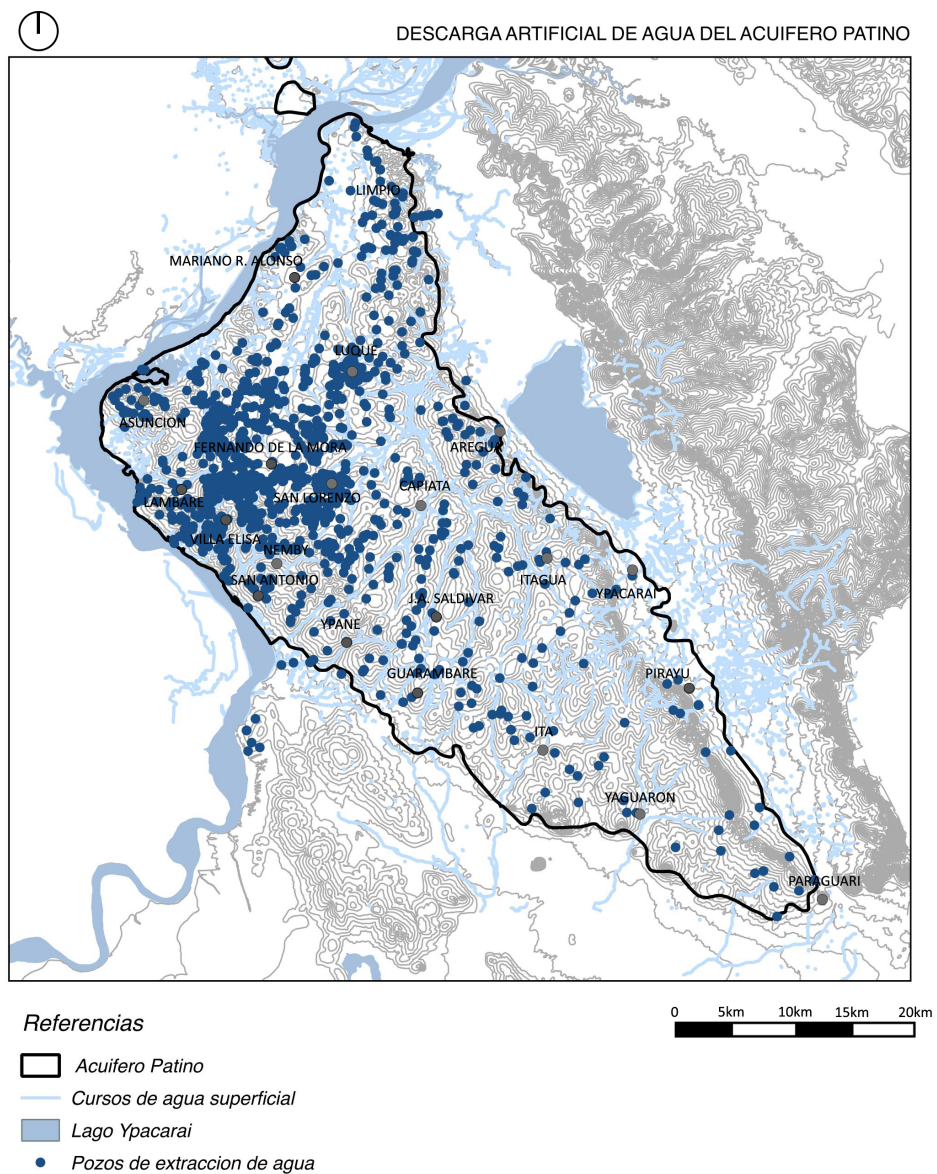 DESCARGA ARTIFICIAL DE AGUA DEL ACUIFERO PATINO
LIMPIO
MARIANO R. ALONSO
LUQUE
ASUNCION
FERNANDO DE LA MORA
AREGUA
CAPIATA
LAMBARE
SAN LORENZO
VILLA ELISA
NEMBY
SAN ANTONIO
ITAGUA
YPACARAI
J.A. SALDIVAR
YPANE
GUARAMBARE
PIRAYU
ITA
YAGUARON
PARAGUARI
Referencias
0 5km 10km 15km 20km
Acuifero Patino
Cursos de agua superficial
Lago Ypacarai
Pozos de extraccion de agua